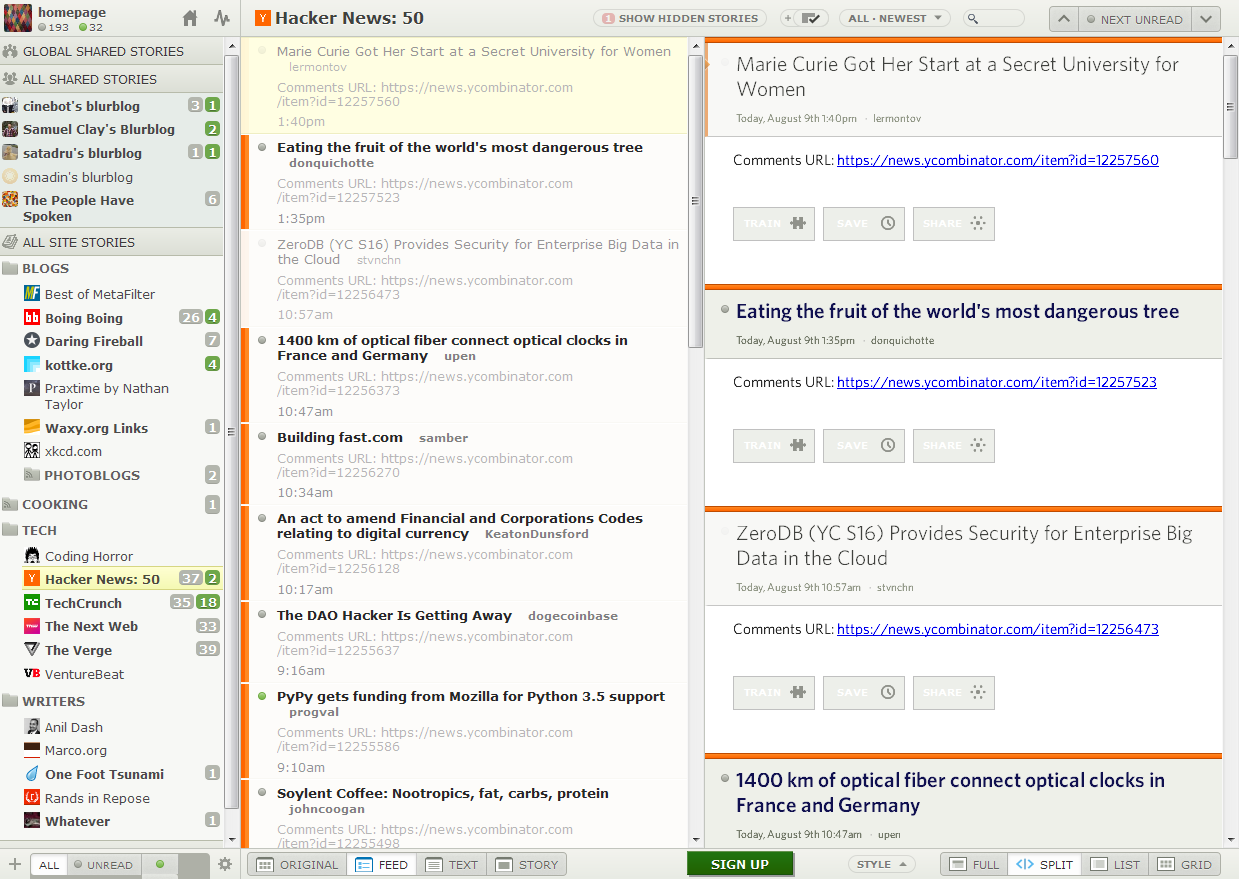 homepage
193 32
GLOBAL SHARED STORIES
ALL SHARED STORIES
cinebot's blurblog 3 1
Samuel Clay's Blurblog 2
satadru's blurblog 1 1
smadin's blurblog
The People Have
Spoken 6
ALL SITE STORIES
BLOGS
MF Best of MetaFilter
bb Boing Boing 26 4
Daring Fireball 7
kottke.org 4
P Praxtime by Nathan
Taylor
Waxy.org Links 1
xkcd.com
PHOTOBLOGS 2
COOKING 1
TECH
Coding Horror
Y Hacker News: 50 37 2
TC TechCrunch 35 18
The Next Web 33
The Verge 39
VB VentureBeat
WRITERS
Anil Dash
Marco.org
One Foot Tsunami 1
Rands in Repose
Whatever 1
+ ALL UNREAD
Y Hacker News: 50
1 SHOW HIDDEN STORIES
+
ALL · NEWEST
NEXT UNREAD
Marie Curie Got Her Start at a Secret University for Women
lermontov
Comments URL: https://news.ycombinator.com
/item?id=12257560
1:40pm
Eating the fruit of the world's most dangerous tree
donquichotte
Comments URL: https://news.ycombinator.com
/item?id=12257523
1:35pm
ZeroDB (YC S16) Provides Security for Enterprise Big Data in
the Cloud stvnchn
Comments URL: https://news.ycombinator.com
/item?id=12256473
10:57am
1400 km of optical fiber connect optical clocks in
France and Germany upen
Comments URL: https://news.ycombinator.com
/item?id=12256373
10:47am
Building fast.com samber
Comments URL: https://news.ycombinator.com
/item?id=12256270
10:34am
An act to amend Financial and Corporations Codes
relating to digital currency KeatonDunsford
Comments URL: https://news.ycombinator.com
/item?id=12256128
10:17am
The DAO Hacker Is Getting Away dogecoinbase
Comments URL: https://news.ycombinator.com
/item?id=12255637
9:16am
PyPy gets funding from Mozilla for Python 3.5 support
progval
Comments URL: https://news.ycombinator.com
/item?id=12255586
9:10am
Soylent Coffee: Nootropics, fat, carbs, protein
johncoogan
Comments URL: https://news.ycombinator.com
/item?id=12255498
Marie Curie Got Her Start at a Secret University for
Women
Today, August 9th 1:40pm · lermontov
Comments URL: https://news.ycombinator.com/item?id=12257560
TRAIN SAVE SHARE
Eating the fruit of the world's most dangerous tree
Today, August 9th 1:35pm · donquichotte
Comments URL: https://news.ycombinator.com/item?id=12257523
TRAIN SAVE SHARE
ZeroDB (YC S16) Provides Security for Enterprise Big
Data in the Cloud
Today, August 9th 10:57am · stvnchn
Comments URL: https://news.ycombinator.com/item?id=12256473
TRAIN SAVE SHARE
1400 km of optical fiber connect optical clocks in
France and Germany
Today, August 9th 10:47am · upen
ORIGINAL FEED TEXT STORY
SIGN UP
STYLE
FULL SPLIT LIST GRID